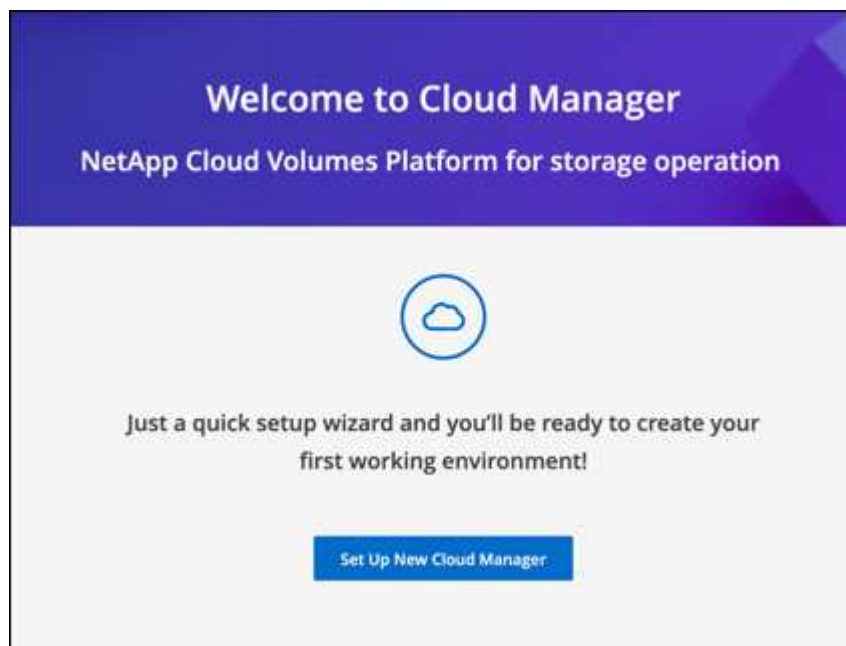 Welcome to Cloud Manager
NetApp Cloud Volumes Platform for storage operation
Just a quick setup wizard and you'll be ready to create your
first working environment!
Set Up New Cloud Manager